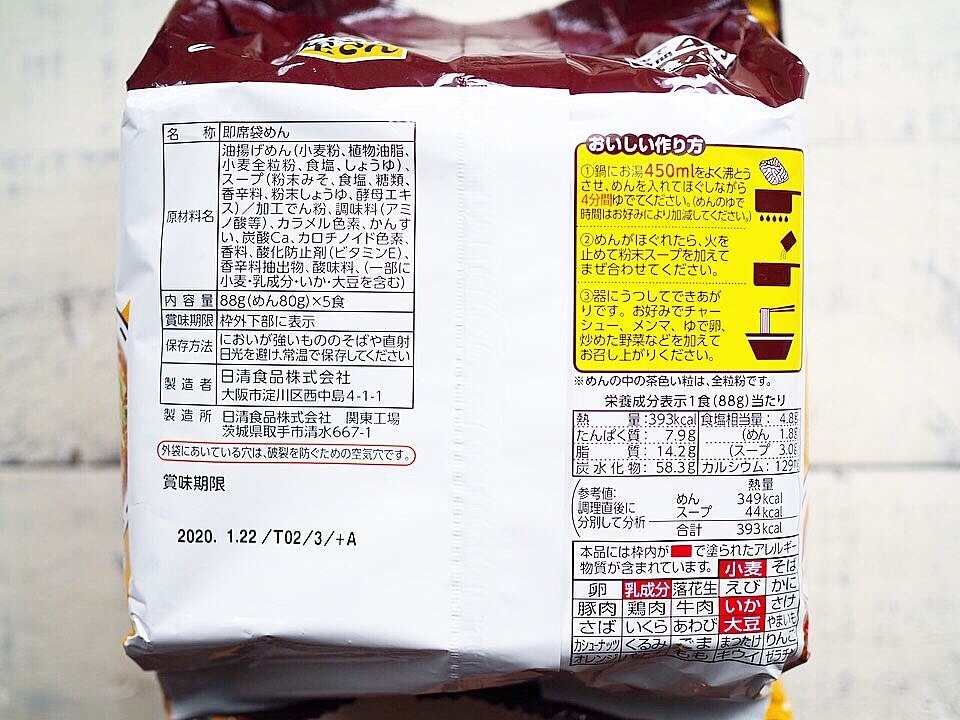 名 称 即席袋めん
原材料名
油揚げめん(小麦粉、植物油脂、
小麦全粒粉、食塩、しょうゆ)、
スープ(粉末みそ、食塩、糖類、
香辛料、粉末しょうゆ、酵母エキ
ス)/加工でん粉、調味料(アミ
ノ酸等)、カラメル色素、かんす
い、炭酸Ca、カロチノイド色素、
香料、酸化防止剤(ビタミンE)、
香辛料抽出物、酸味料、(一部に
小麦・乳成分・いか・大豆を含む)
内容量 88g(めん80g)×5食
賞味期限 枠外下部に表示
保存方法 においが強いもののそばや直射
日光を避け、常温で保存してください
製造者 日清食品株式会社
大阪市淀川区西中島4-1-1
製造所 日清食品株式会社 関東工場
茨城県取手市清水667-1
外袋にあいている穴は、破裂を防ぐための空気穴です。
賞味期限
2020. 1.22 /T02/3/+A
おいしい作り方
①鍋にお湯450mlをよく沸とう
させ、めんを入れてほぐしながら
4分間ゆでてください。(めんのゆで
時間はお好みにより加減してください。)
②めんがほぐれたら、火を
止めて粉末スープを加えて
まぜ合わせてください。
③器にうつしてできあが
りです。お好みでチャー
シュー、メンマ、ゆで卵、
炒めた野菜などを加えて
お召し上がりください。
※めんの中の茶色い粒は、全粒粉です。
栄養成分表示1食(88g)当たり
熱 量:393kcal 食塩相当量: 4.8g
たんぱく質: 7.9g (めん 1.8g
脂 質: 14.2g (スープ 3.0g
炭水化物: 58.3g カルシウム: 129m
参考値:
調理直後に
分別して分析
熱量
めん 349kcal
スープ 44kcal
合計 393kcal
本品には枠内が で塗られたアレルギー
物質が含まれています。 小麦 そば
卵 乳成分 落花生 えび かに
豚肉 鶏肉 牛肉 いか さけ
さば いくら あわび 大豆 やまいも
カシューナッツ くるみ ごま まつたけ りんご
オレンジ もも キウイ ゼラチン